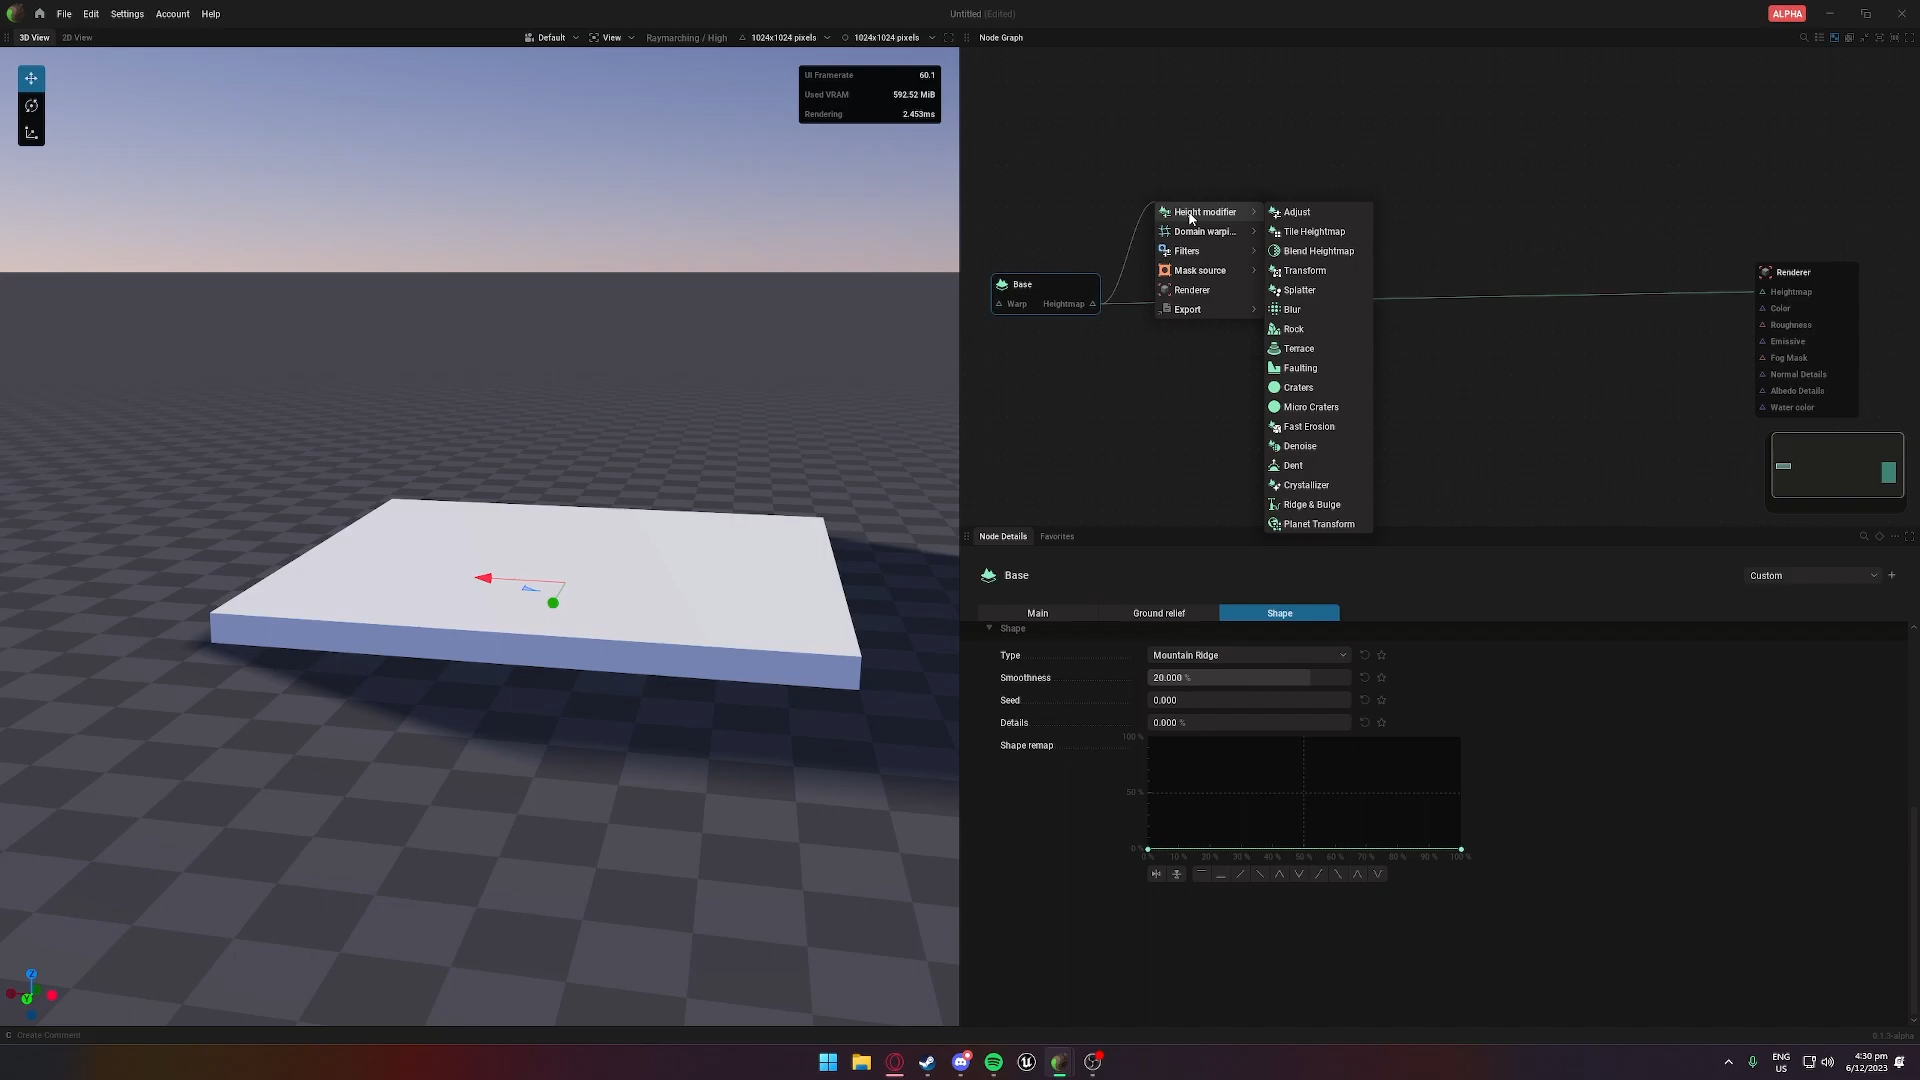 File Edit Settings Account Help
Untitled (Edited)
ALPHA
3D View 2D View
Default View Raymarching / High 1024x1024 pixels 1024x1024 pixels
Node Graph
UI Framerate 60.1
Used VRAM 592.52 MiB
Rendering 2.453ms
Base
Warp Heightmap
Height modifier
Domain warpi...
Filters
Mask source
Renderer
Export
Adjust
Tile Heightmap
Blend Heightmap
Transform
Splatter
Blur
Rock
Terrace
Faulting
Craters
Micro Craters
Fast Erosion
Denoise
Dent
Crystallizer
Ridge & Bulge
Planet Transform
Renderer
Heightmap
Color
Roughness
Emissive
Fog Mask
Normal Details
Albedo Details
Water color
Node Details Favorites
Base
Custom
Main Ground relief Shape
Shape
Type Mountain Ridge
Smoothness 20.000 %
Seed 0.000
Details 0.000 %
Shape remap
100 %
50 %
0 %
0 % 10 % 20 % 30 % 40 % 50 % 60 % 70 % 80 % 90 % 100 %
Z
Y
C Create Comment
0.1.3-alpha
ENG
US
4:30 pm
6/12/2023